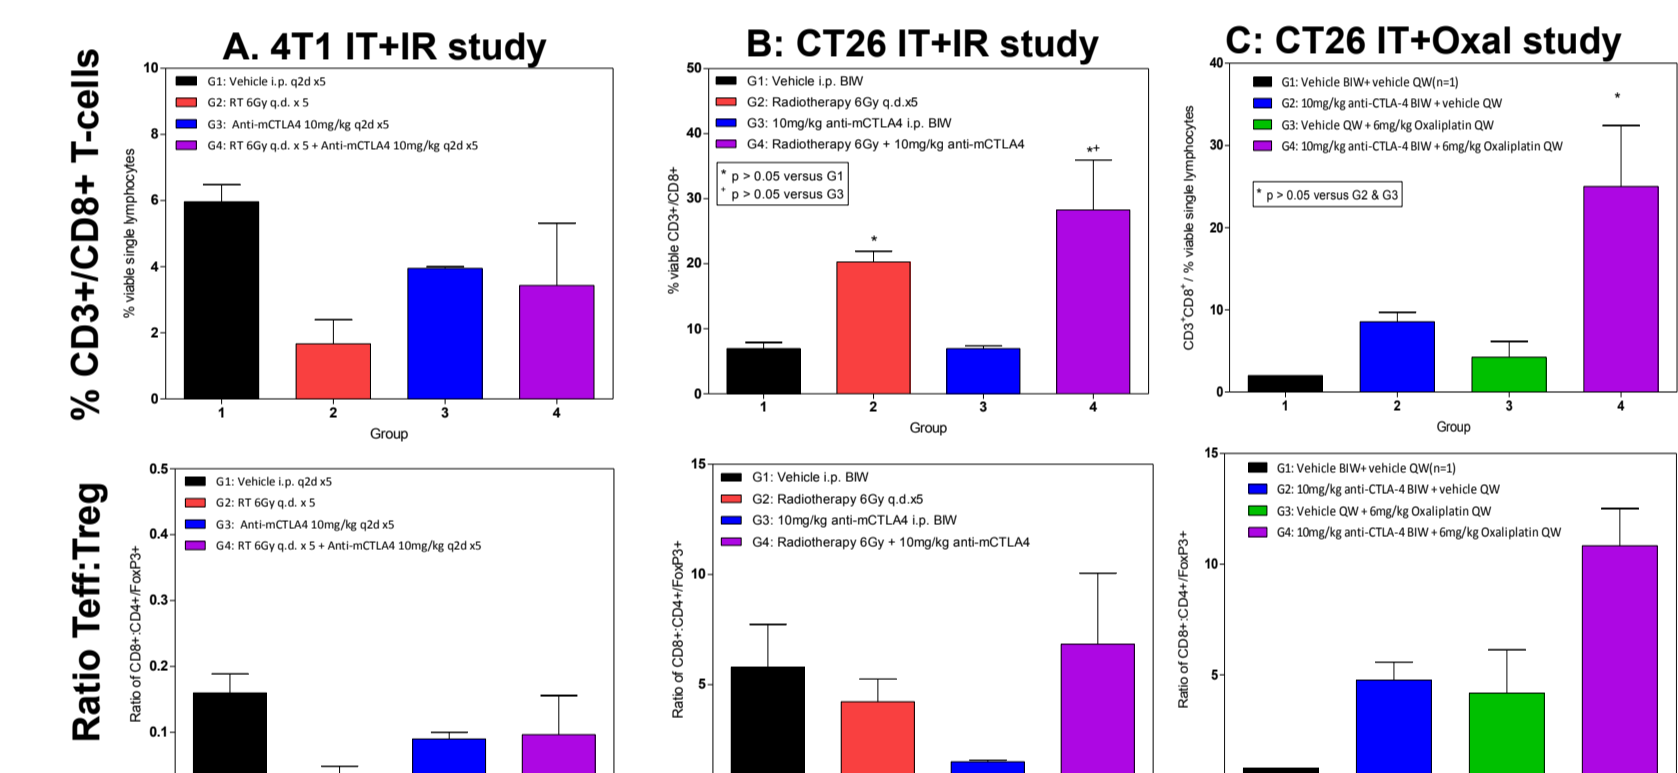 % CD3+/CD8+ T-cells
A. 4T1 IT+IR study
10
8
6
4
2
0
% viable single lymphocytes
G1: Vehicle i.p. q2d x5
G2: RT 6Gy q.d. x 5
G3: Anti-mCTLA4 10mg/kg q2d x5
G4: RT 6Gy q.d. x 5 + Anti-mCTLA4 10mg/kg q2d x5
1 2 3 4
Group
B: CT26 IT+IR study
50
40
30
20
10
0
% viable CD3+/CD8+
G1: Vehicle i.p. BIW
G2: Radiotherapy 6Gy q.d.x5
G3: 10mg/kg anti-mCTLA4 i.p. BIW
G4: Radiotherapy 6Gy + 10mg/kg anti-mCTLA4
* p > 0.05 versus G1
+ p > 0.05 versus G3
*
*+
1 2 3 4
Group
C: CT26 IT+Oxal study
40
30
20
10
0
CD3+CD8+ / % viable single lymphocytes
G1: Vehicle BIW+ vehicle QW(n=1)
G2: 10mg/kg anti-CTLA-4 BIW + vehicle QW
G3: Vehicle QW + 6mg/kg Oxaliplatin QW
G4: 10mg/kg anti-CTLA-4 BIW + 6mg/kg Oxaliplatin QW
* p > 0.05 versus G2 & G3
*
1 2 3 4
Group
Ratio Teff:Treg
0.5
0.4
0.3
0.2
0.1
Ratio of CD8+:CD4+/FoxP3+
G1: Vehicle i.p. q2d x5
G2: RT 6Gy q.d. x 5
G3: Anti-mCTLA4 10mg/kg q2d x5
G4: RT 6Gy q.d. x 5 + Anti-mCTLA4 10mg/kg q2d x5
15
10
5
Ratio of CD8+:CD4+/FoxP3+
G1: Vehicle i.p. BIW
G2: Radiotherapy 6Gy q.d.x5
G3: 10mg/kg anti-mCTLA4 i.p. BIW
G4: Radiotherapy 6Gy + 10mg/kg anti-mCTLA4
15
10
5
Ratio of CD8+:CD4+/FoxP3+
G1: Vehicle BIW+ vehicle QW(n=1)
G2: 10mg/kg anti-CTLA-4 BIW + vehicle QW
G3: Vehicle QW + 6mg/kg Oxaliplatin QW
G4: 10mg/kg anti-CTLA-4 BIW + 6mg/kg Oxaliplatin QW